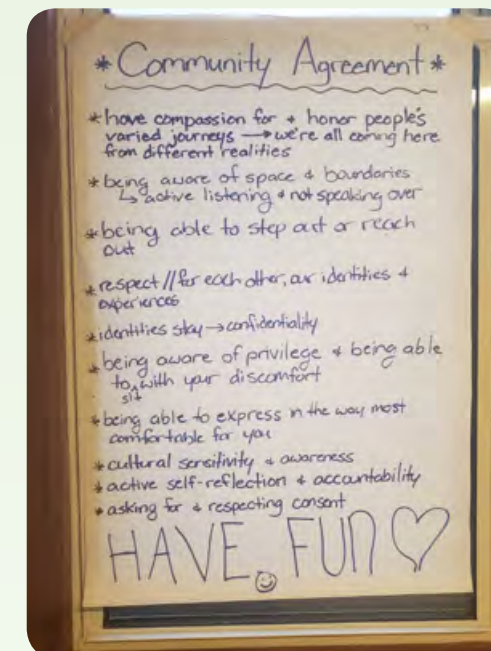 * Community Agreement *
* have compassion for + honor people's
varied journeys → we're all coming here
from different realities
* being aware of space & boundaries
↳ active listening & not speaking over
* being able to step out or reach
out
* respect // for each other, our identities &
experiences
* identities stay → confidentiality
* being aware of privilege & being able
to sit with your discomfort
* being able to express in the way most
comfortable for you
* cultural sensitivity & awareness
* active self-reflection & accountability
* asking for & respecting consent
HAVE FUN ♡